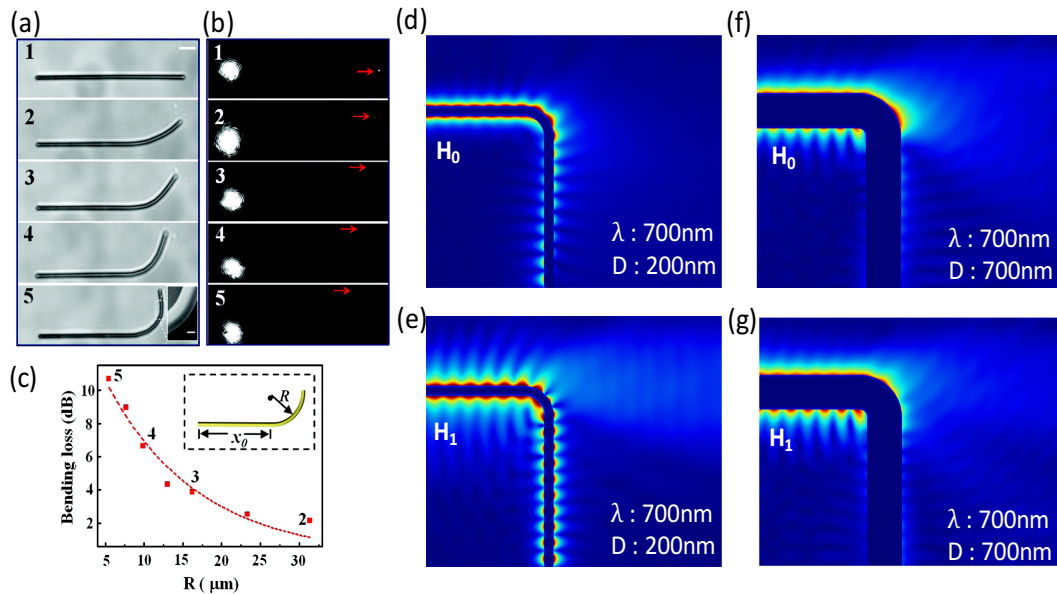 (a)
1
2
3
4
5
(b)
1
2
3
4
5
(c)
Bending loss (dB)
10
8
6
4
2
5
4
3
2
R
x₀
5
10
15
20
25
30
R ( μm)
(d)
H₀
λ : 700nm
D : 200nm
(e)
H₁
λ : 700nm
D : 200nm
(f)
H₀
λ : 700nm
D : 700nm
(g)
H₁
λ : 700nm
D : 700nm